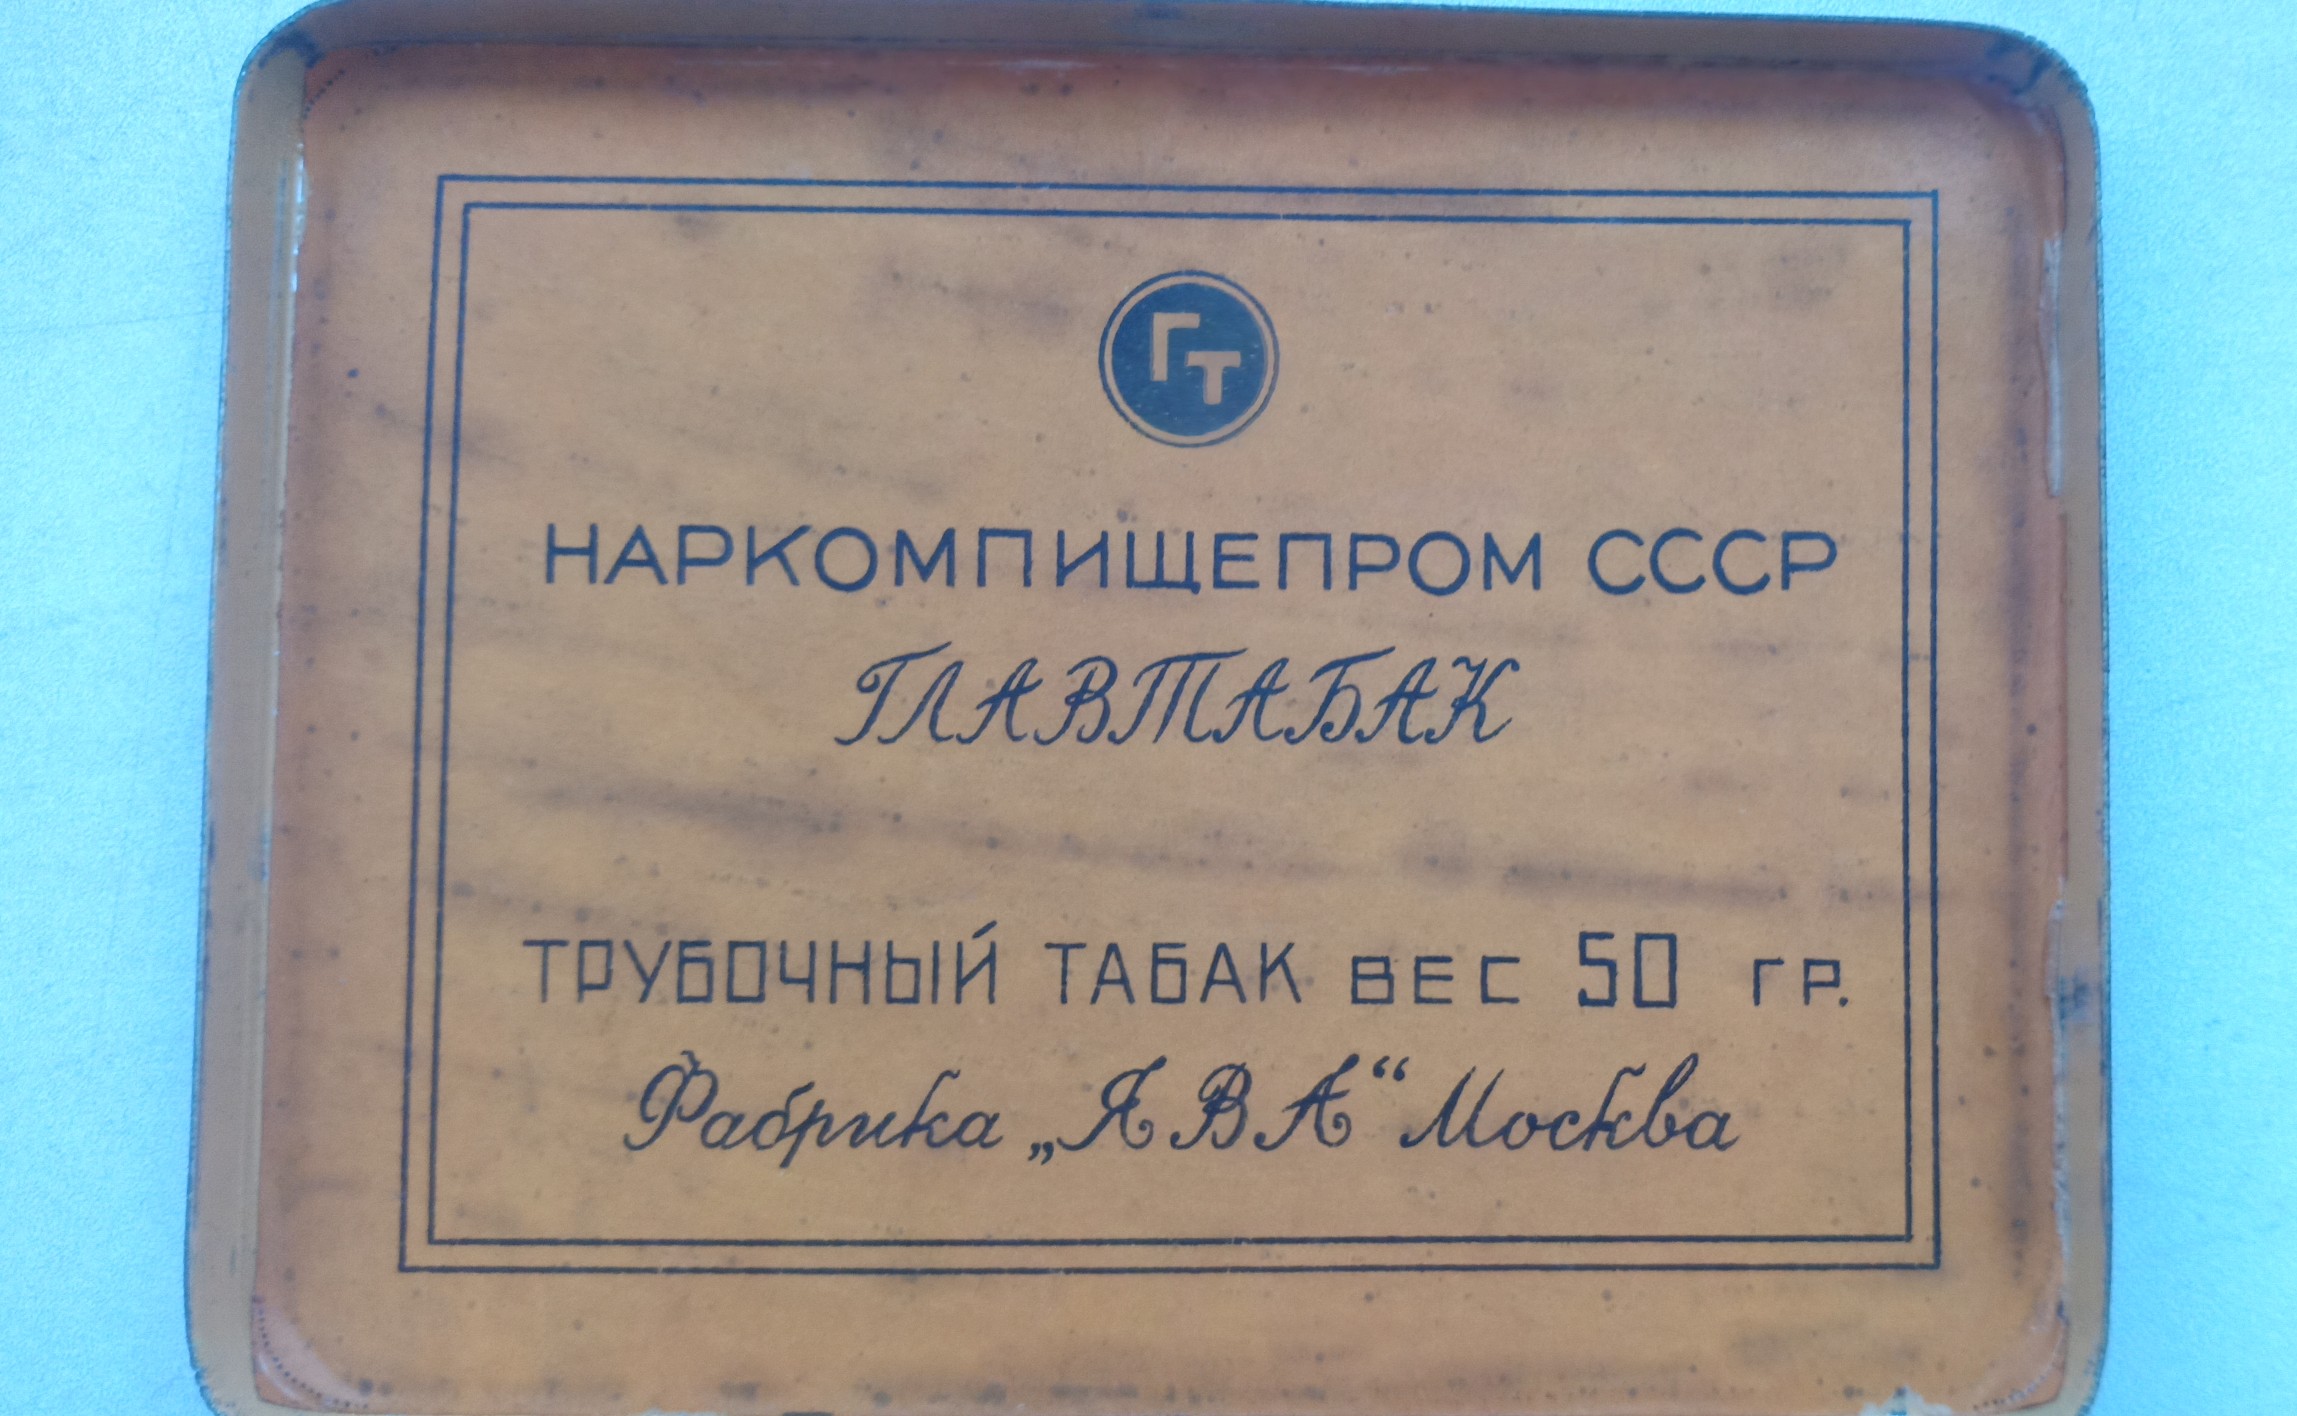 ГТ
НАРКОМПИЩЕПРОМ СССР
ГЛАВТАБАК
ТРУБОЧНЫЙ ТАБАК ВЕС 50 ГР.
Фабрика „ЯВА“ Москва